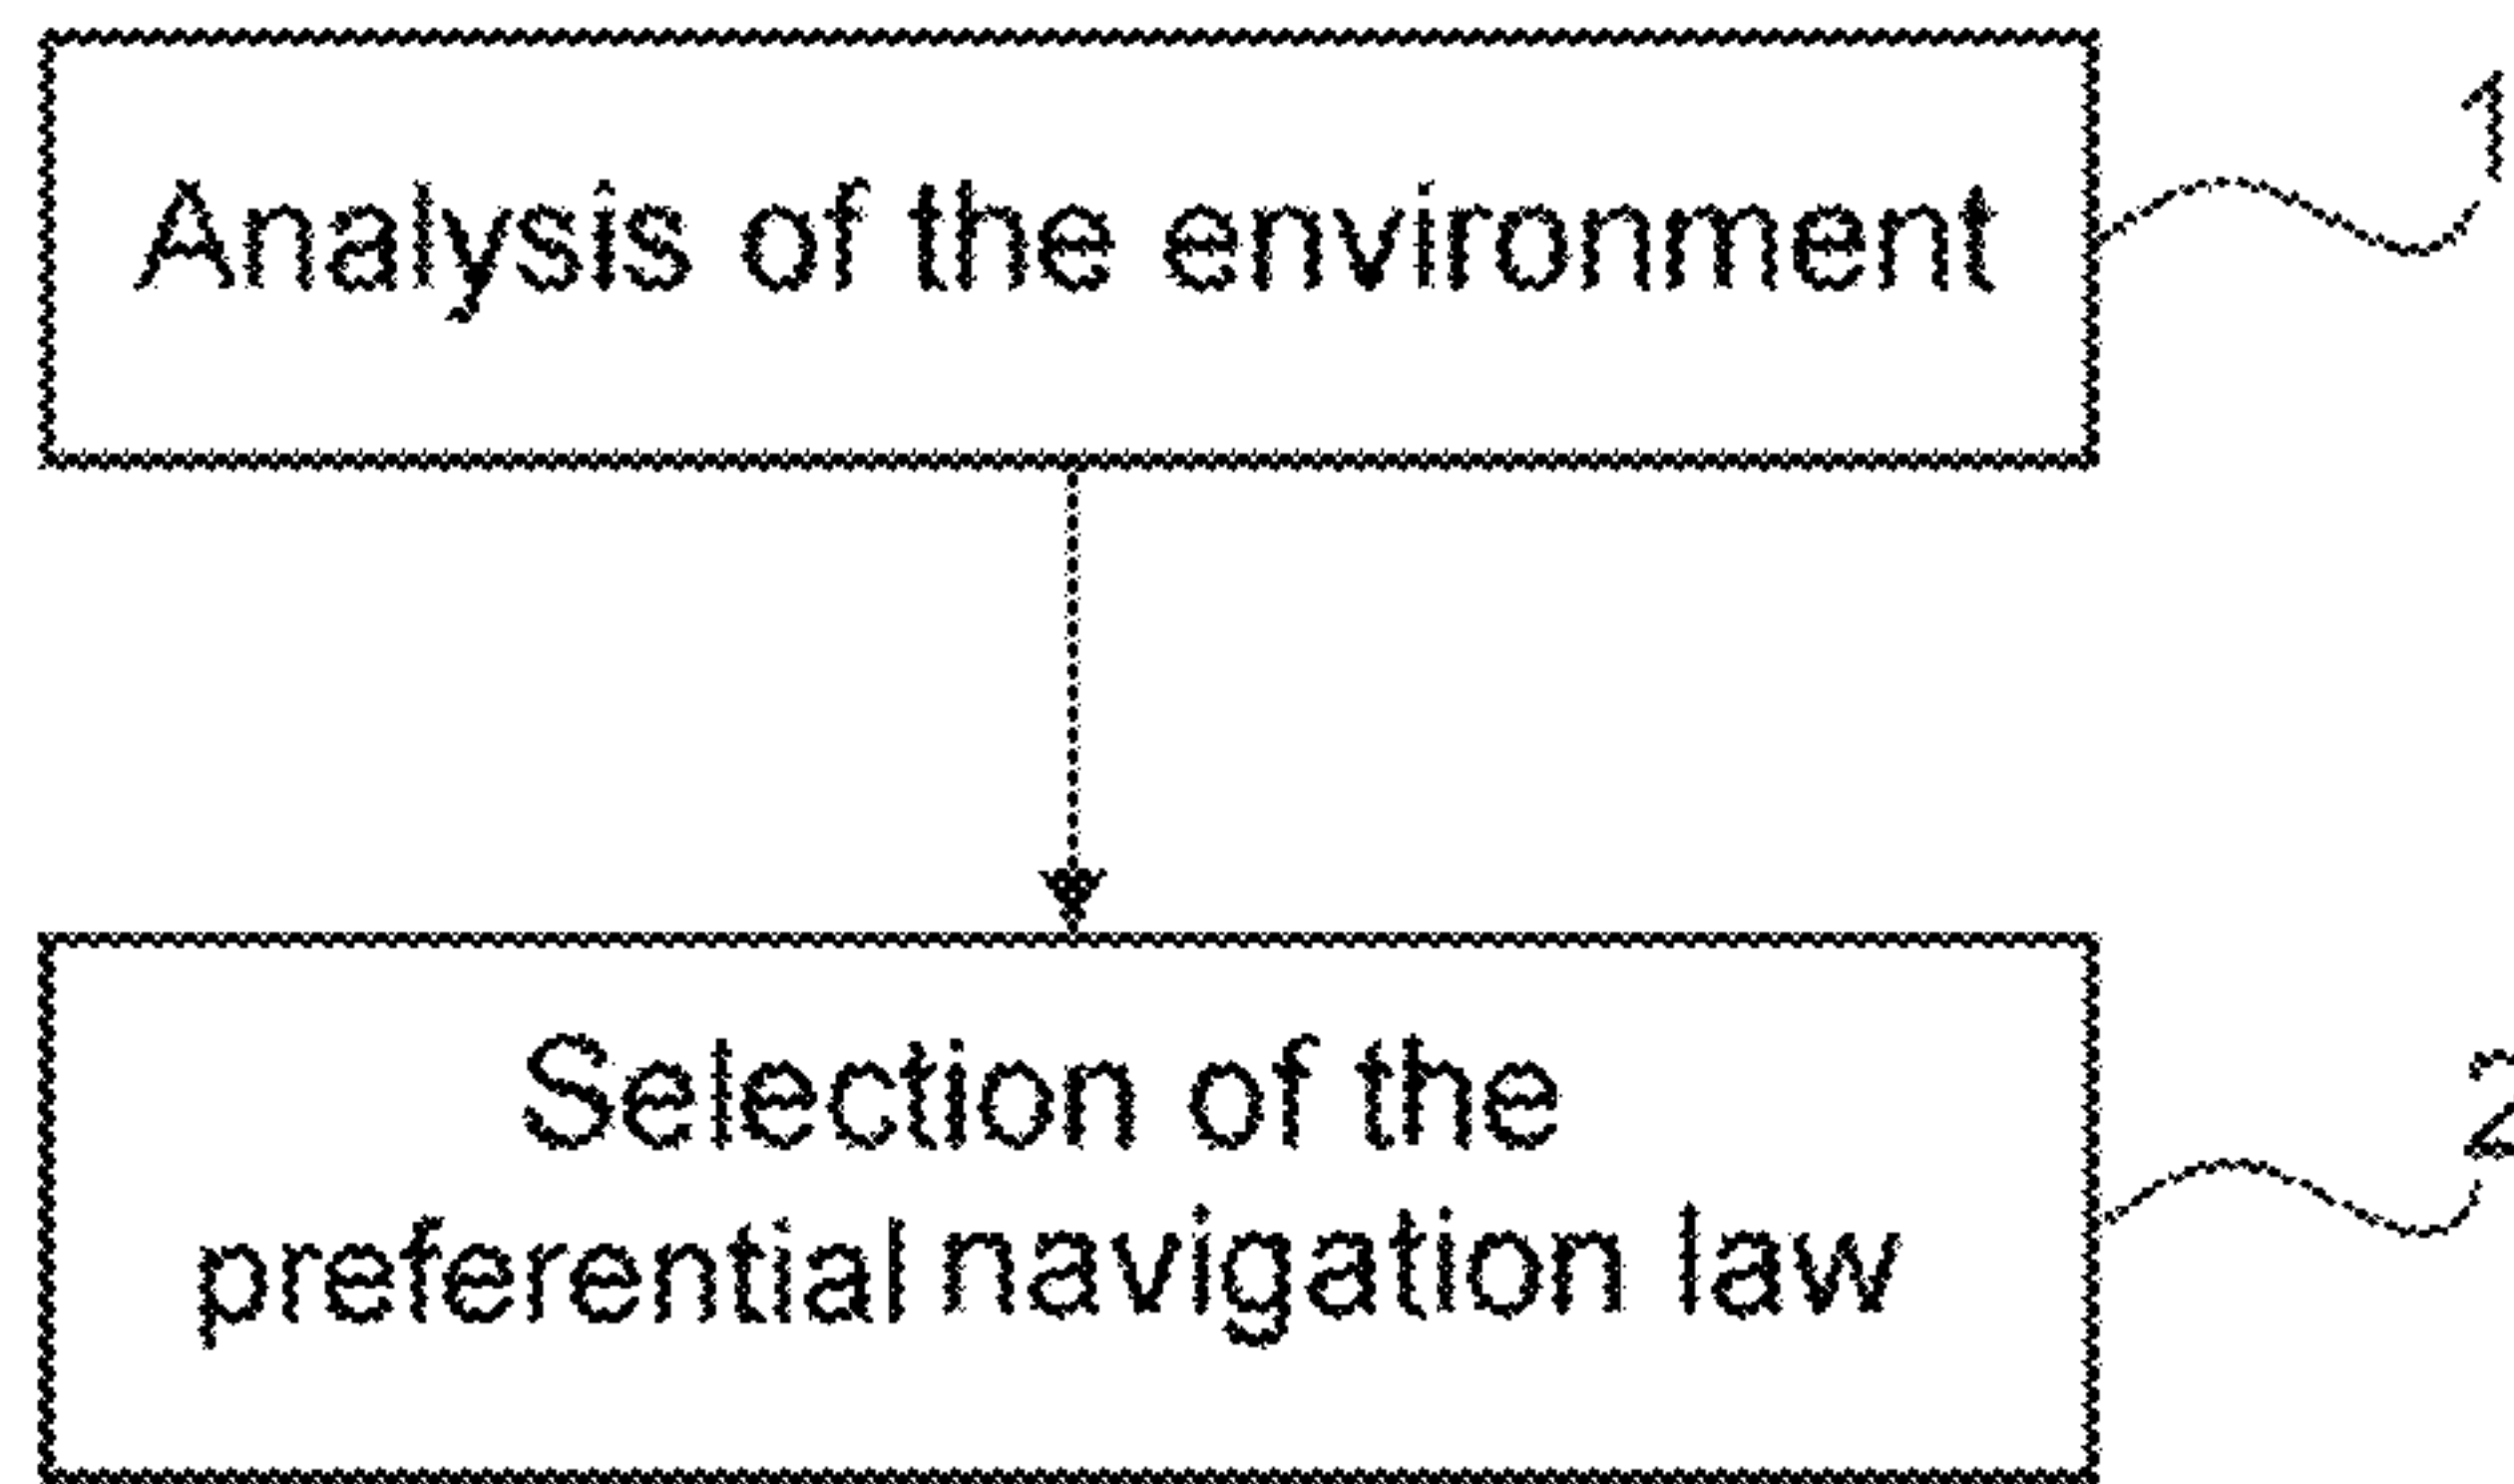 Analysis of the environment
1
Selection of the
preferential navigation law
2